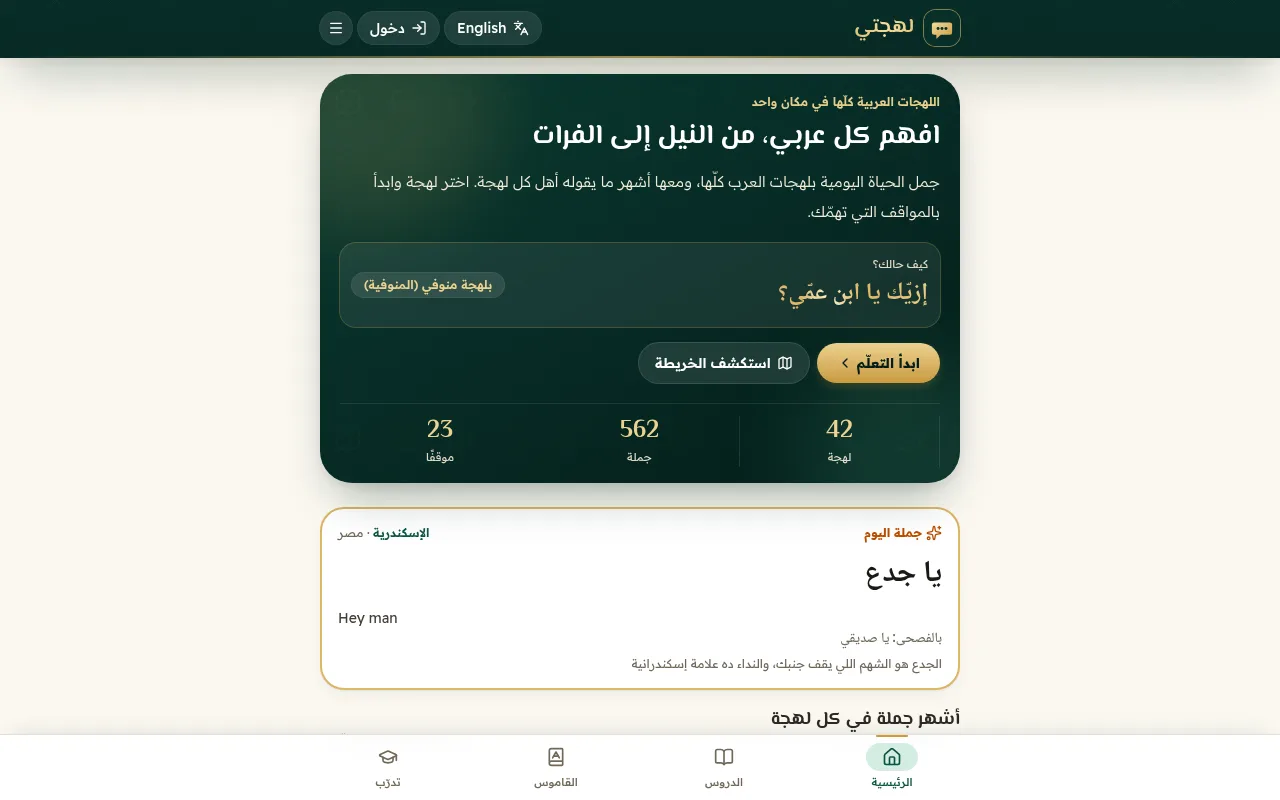 لهجتي
English
دخول
اللهجات العربية كلّها في مكان واحد
افهم كل عربي، من النيل إلى الفرات
جمل الحياة اليومية بلهجات العرب كلّها، ومعها أشهر ما يقوله أهل كل لهجة. اختر لهجة وابدأ
بالمواقف التي تهمّك.
كيف حالك؟
إزيّك يا ابن عمّي؟
بلهجة منوفي (المنوفية)
ابدأ التعلّم
استكشف الخريطة
42
لهجة
562
جملة
23
موقفًا
جملة اليوم
الإسكندرية · مصر
يا جدع
Hey man
بالفصحى: يا صديقي
الجدع هو الشهم اللي يقف جنبك، والنداء ده علامة إسكندرانية
أشهر جملة في كل لهجة
الرئيسية
الدروس
القاموس
تدرّب